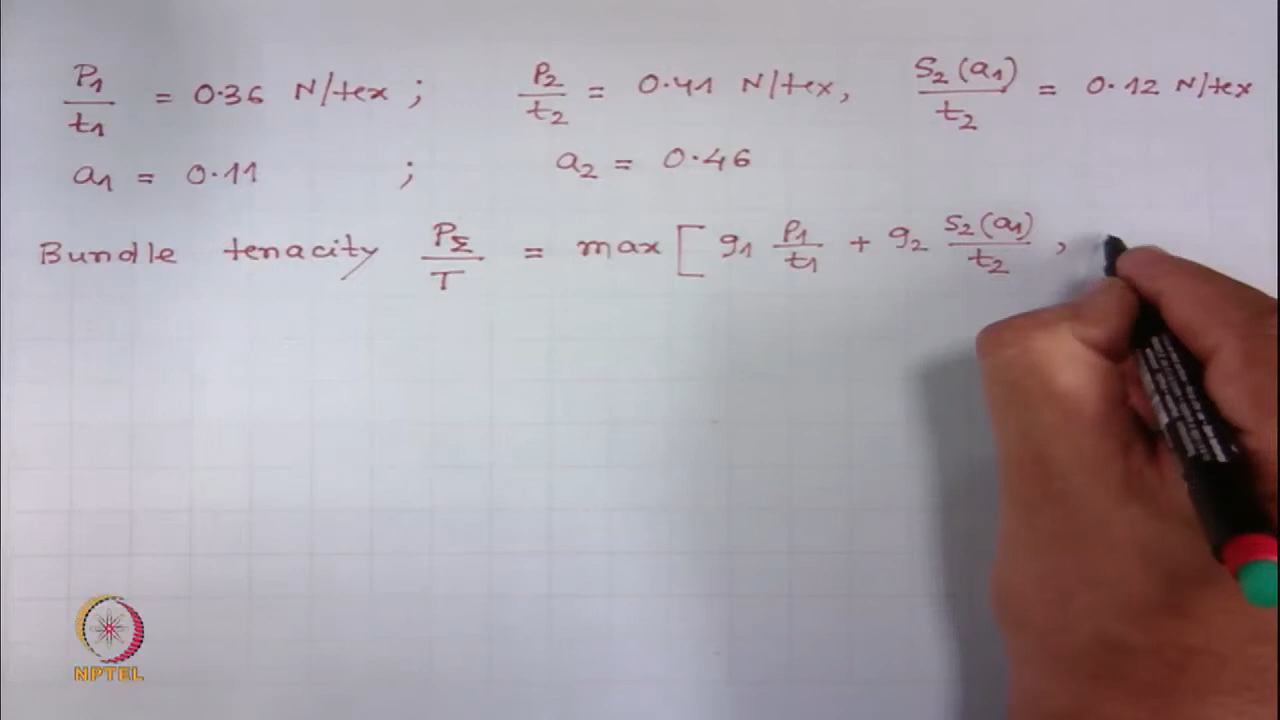 P1/t1 = 0.36 N/tex ; P2/t2 = 0.41 N/tex, S2(a1)/t2 = 0.12 N/tex
a1 = 0.11 ; a2 = 0.46
Bundle tenacity PΣ/T = max [ g1 P1/t1 + g2 S2(a1)/t2 ,
NPTEL